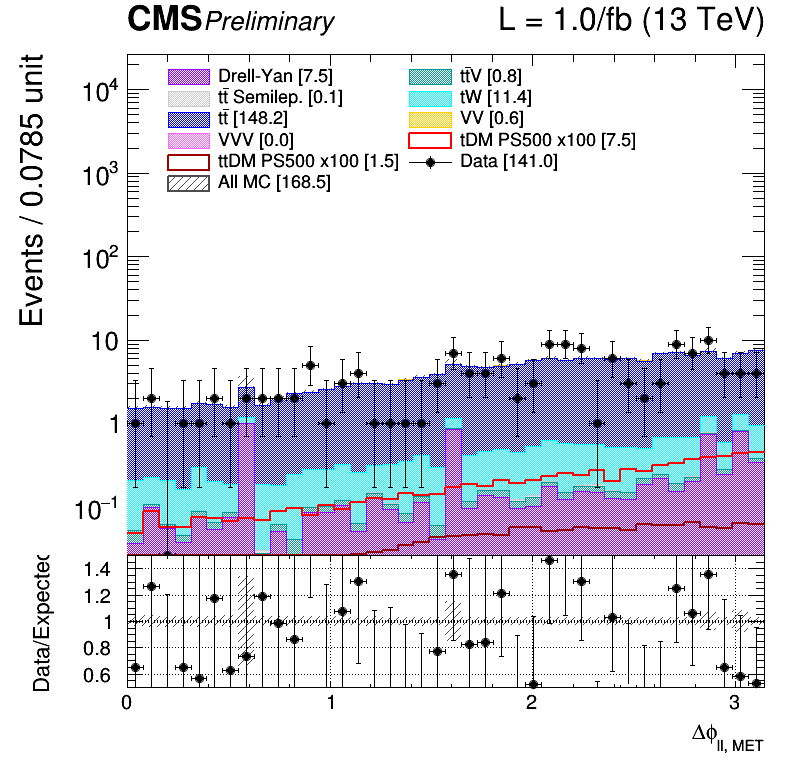 CMS Preliminary L = 1.0/fb (13 TeV)
Events / 0.0785 unit
Drell-Yan [7.5]
tt̄V [0.8]
tt̄ Semilep. [0.1]
tW [11.4]
tt̄ [148.2]
VV [0.6]
VVV [0.0]
tDM PS500 x100 [7.5]
ttDM PS500 x100 [1.5]
Data [141.0]
All MC [168.5]
10⁴
10³
10²
10
1
10⁻¹
Data/Expected
1.4
1.2
1
0.8
0.6
0 1 2 3
Δϕll, MET